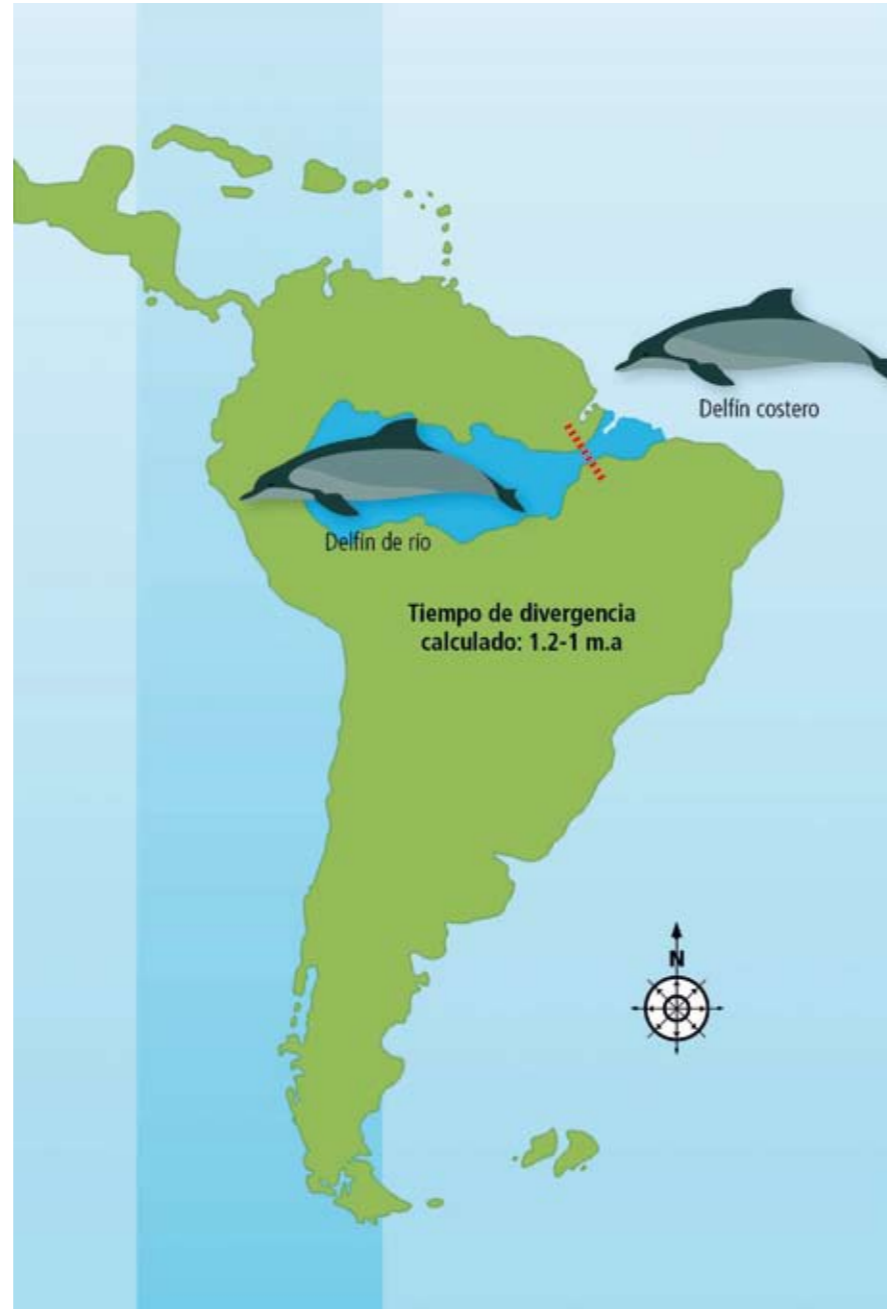 Delfín costero
Delfín de río
Tiempo de divergencia
calculado: 1.2-1 m.a
N